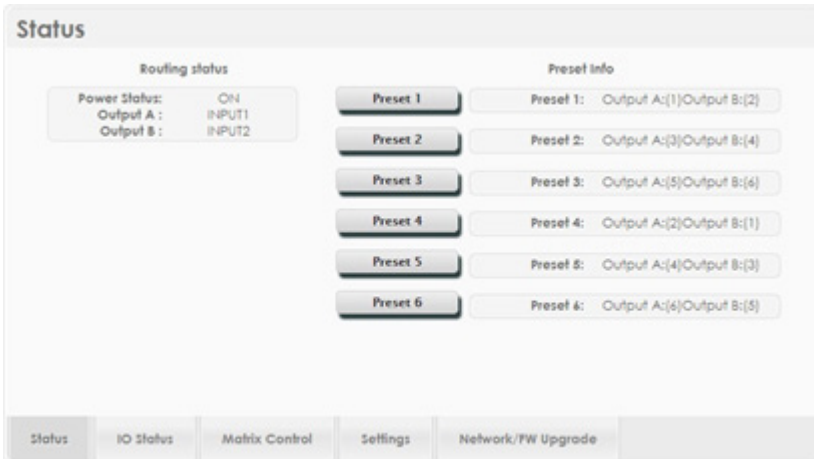 Status
Routing status
Power Status: ON
Output A : INPUT1
Output B : INPUT2
Preset Info
Preset 1 Preset 1: Output A:(1)Output B:(2)
Preset 2 Preset 2: Output A:(3)Output B:(4)
Preset 3 Preset 3: Output A:(5)Output B:(6)
Preset 4 Preset 4: Output A:(2)Output B:(1)
Preset 5 Preset 5: Output A:(4)Output B:(3)
Preset 6 Preset 6: Output A:(6)Output B:(5)
Status IO Status Matrix Control Settings Network/FW Upgrade